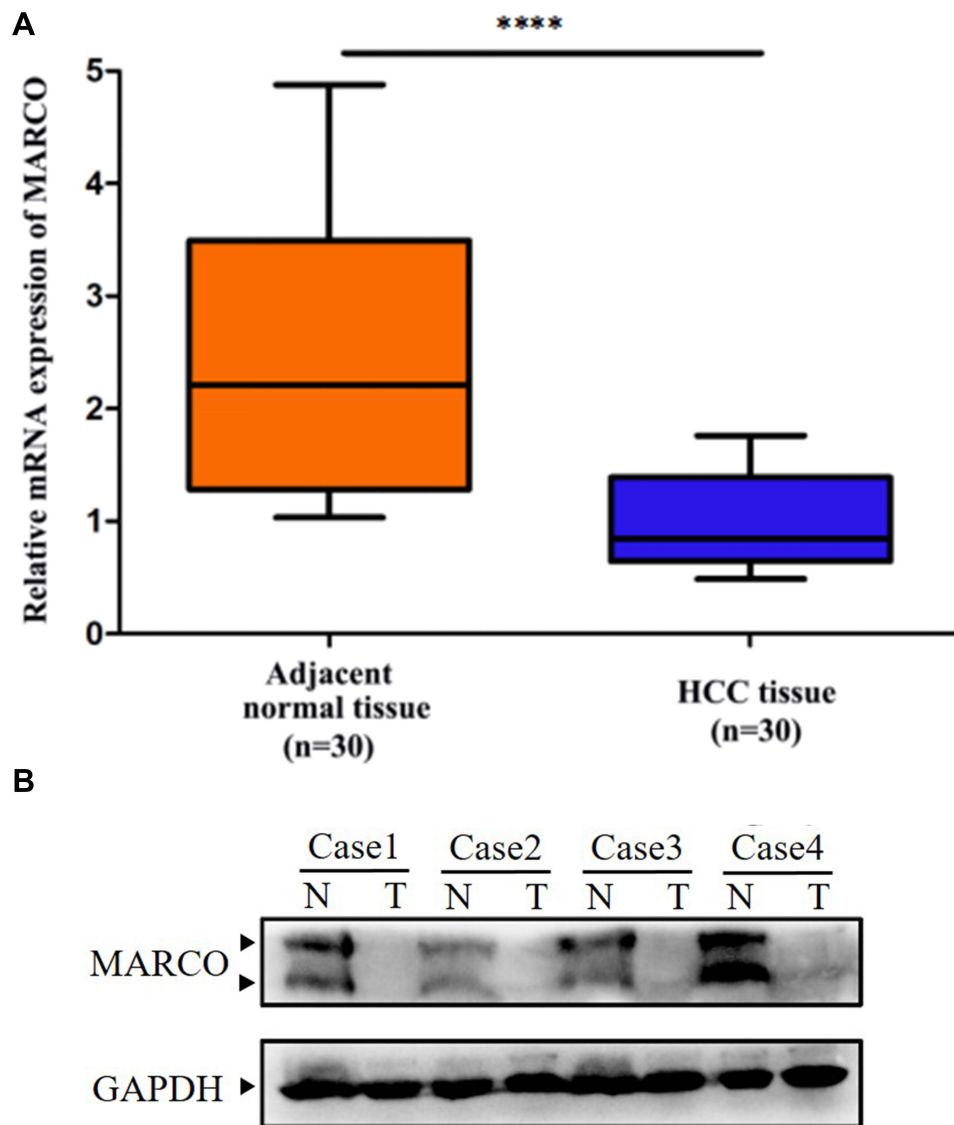 A
****
Relative mRNA expression of MARCO
5
4
3
2
1
0
Adjacent
normal tissue
(n=30)
HCC tissue
(n=30)
B
Case1 Case2 Case3 Case4
N T N T N T N T
MARCO
GAPDH